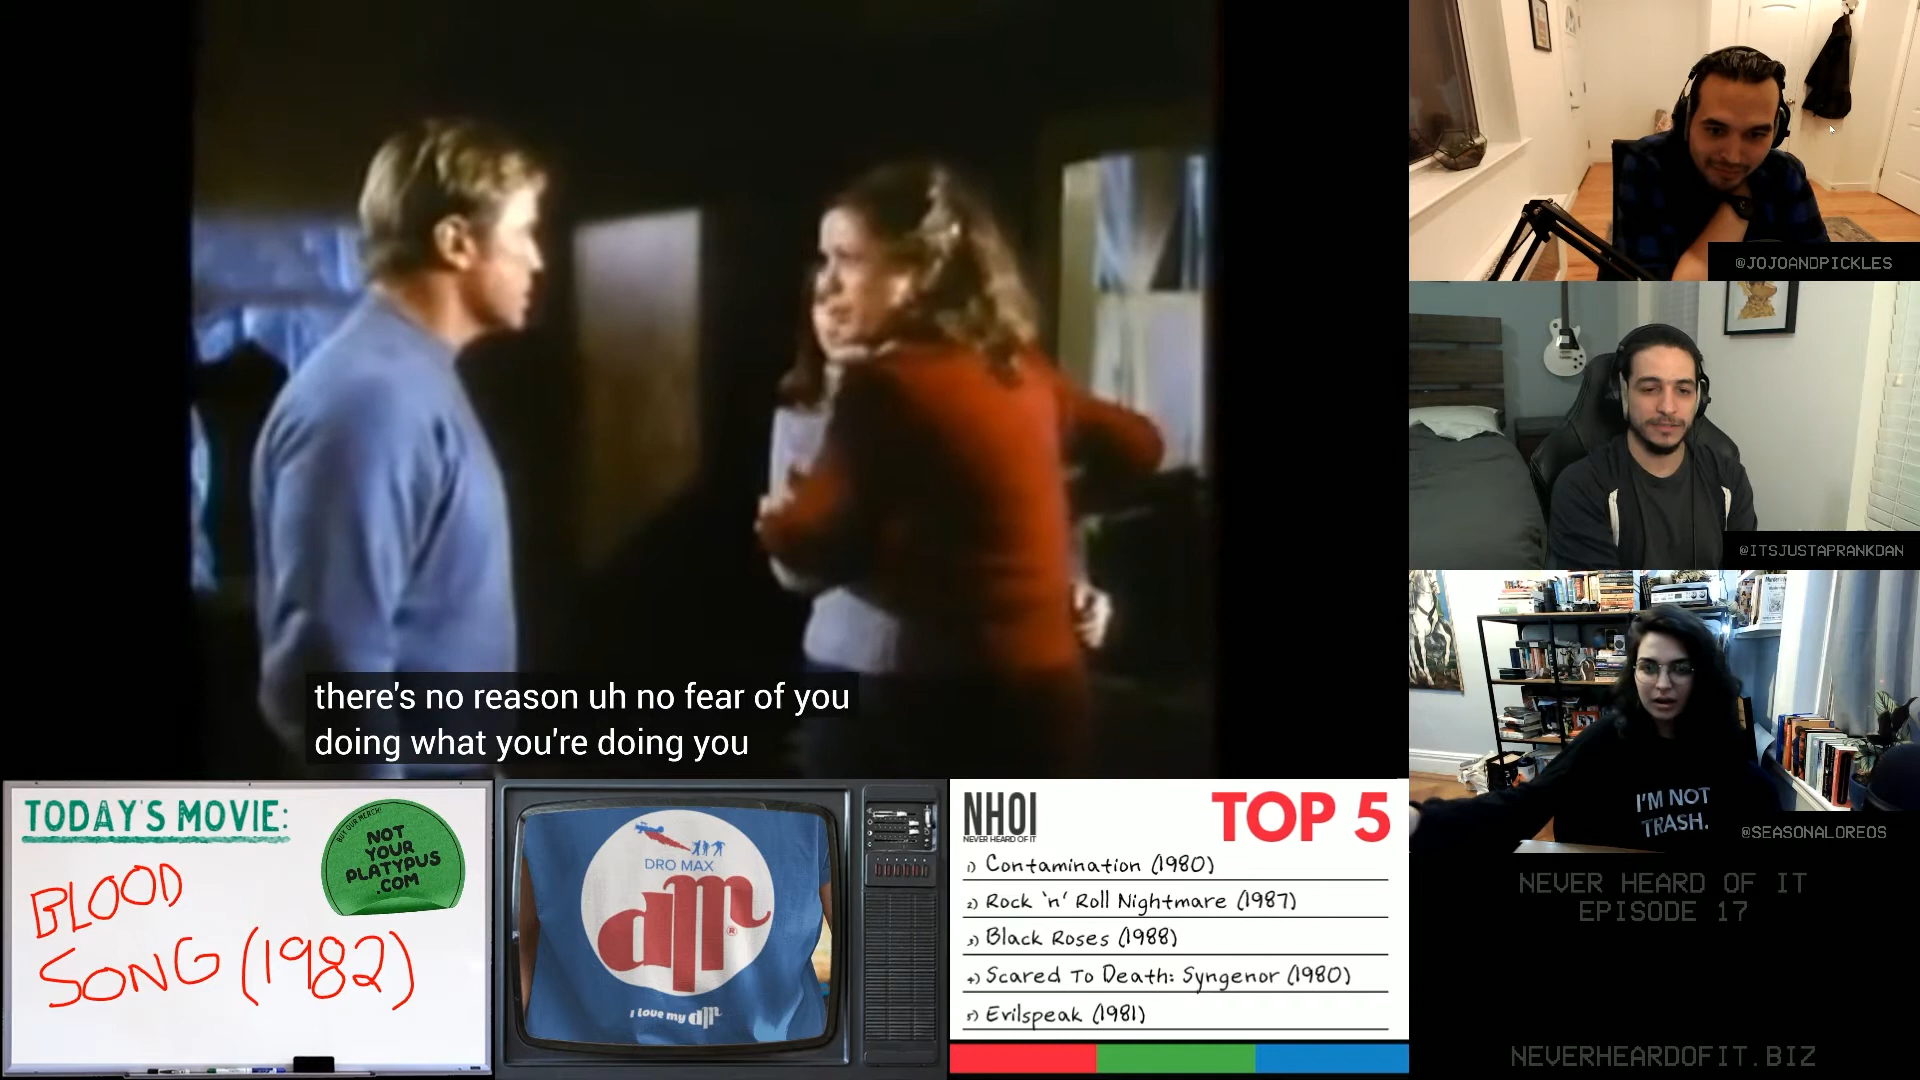 there's no reason uh no fear of you
doing what you're doing you
@JOJOANDPICKLES
@ITSJUSTAPRANKDAN
I'M NOT
TRASH.
@SEASONALOREOS
NEVER HEARD OF IT
EPISODE 17
NEVERHEARDOFIT.BIZ
TODAY'S MOVIE:
BUY OUR MERCH!
NOT
YOUR
PLATYPUS
.COM
BLOOD
SONG (1982)
DRO MAX
dm®
I love my dm
NHOI
NEVER HEARD OF IT
TOP 5
1) Contamination (1980)
2) Rock 'n' Roll Nightmare (1987)
3) Black Roses (1988)
4) Scared To Death: Syngenor (1980)
5) Evilspeak (1981)